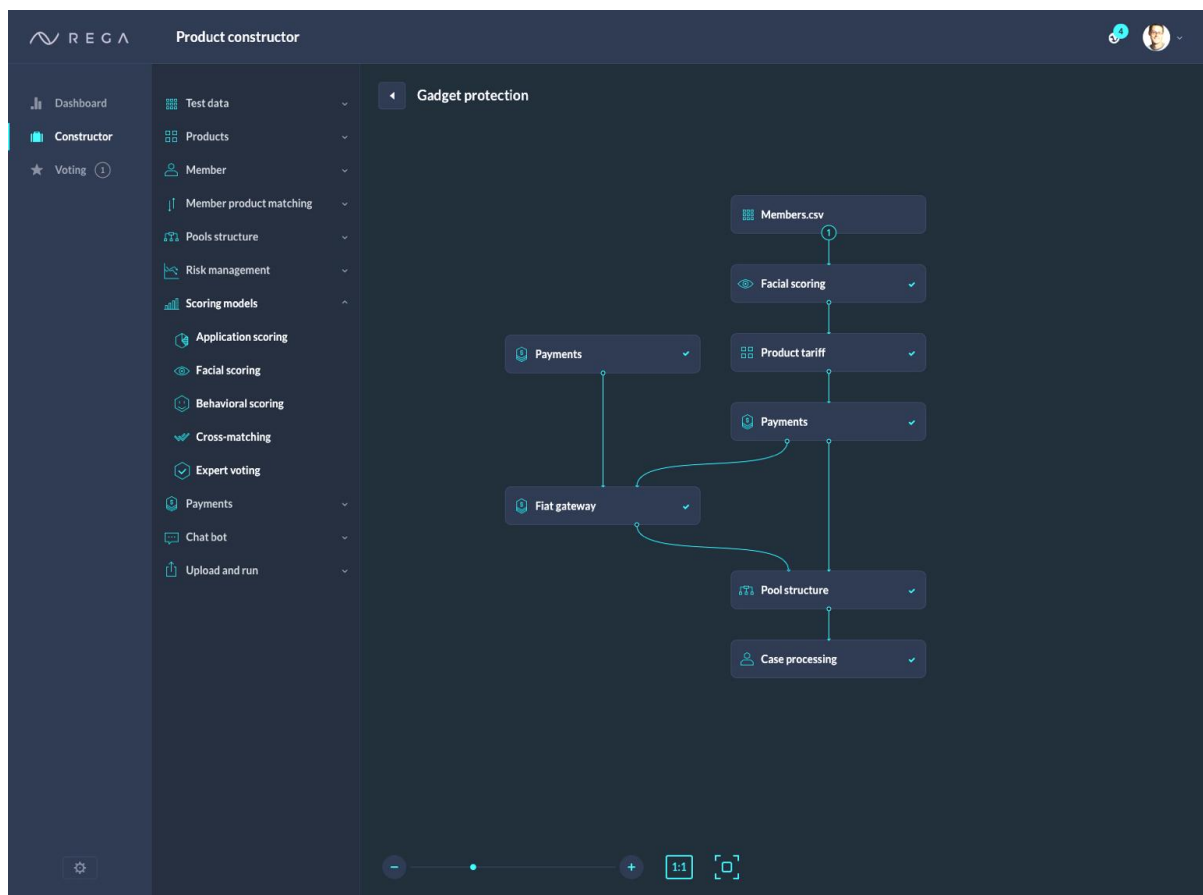 REGA
Product constructor
4
Dashboard
Constructor
Voting 1
Test data
Products
Member
Member product matching
Pools structure
Risk management
Scoring models
Application scoring
Facial scoring
Behavioral scoring
Cross-matching
Expert voting
Payments
Chat bot
Upload and run
Gadget protection
Members.csv
1
Facial scoring
Payments
Product tariff
Payments
Fiat gateway
Pool structure
Case processing
1:1